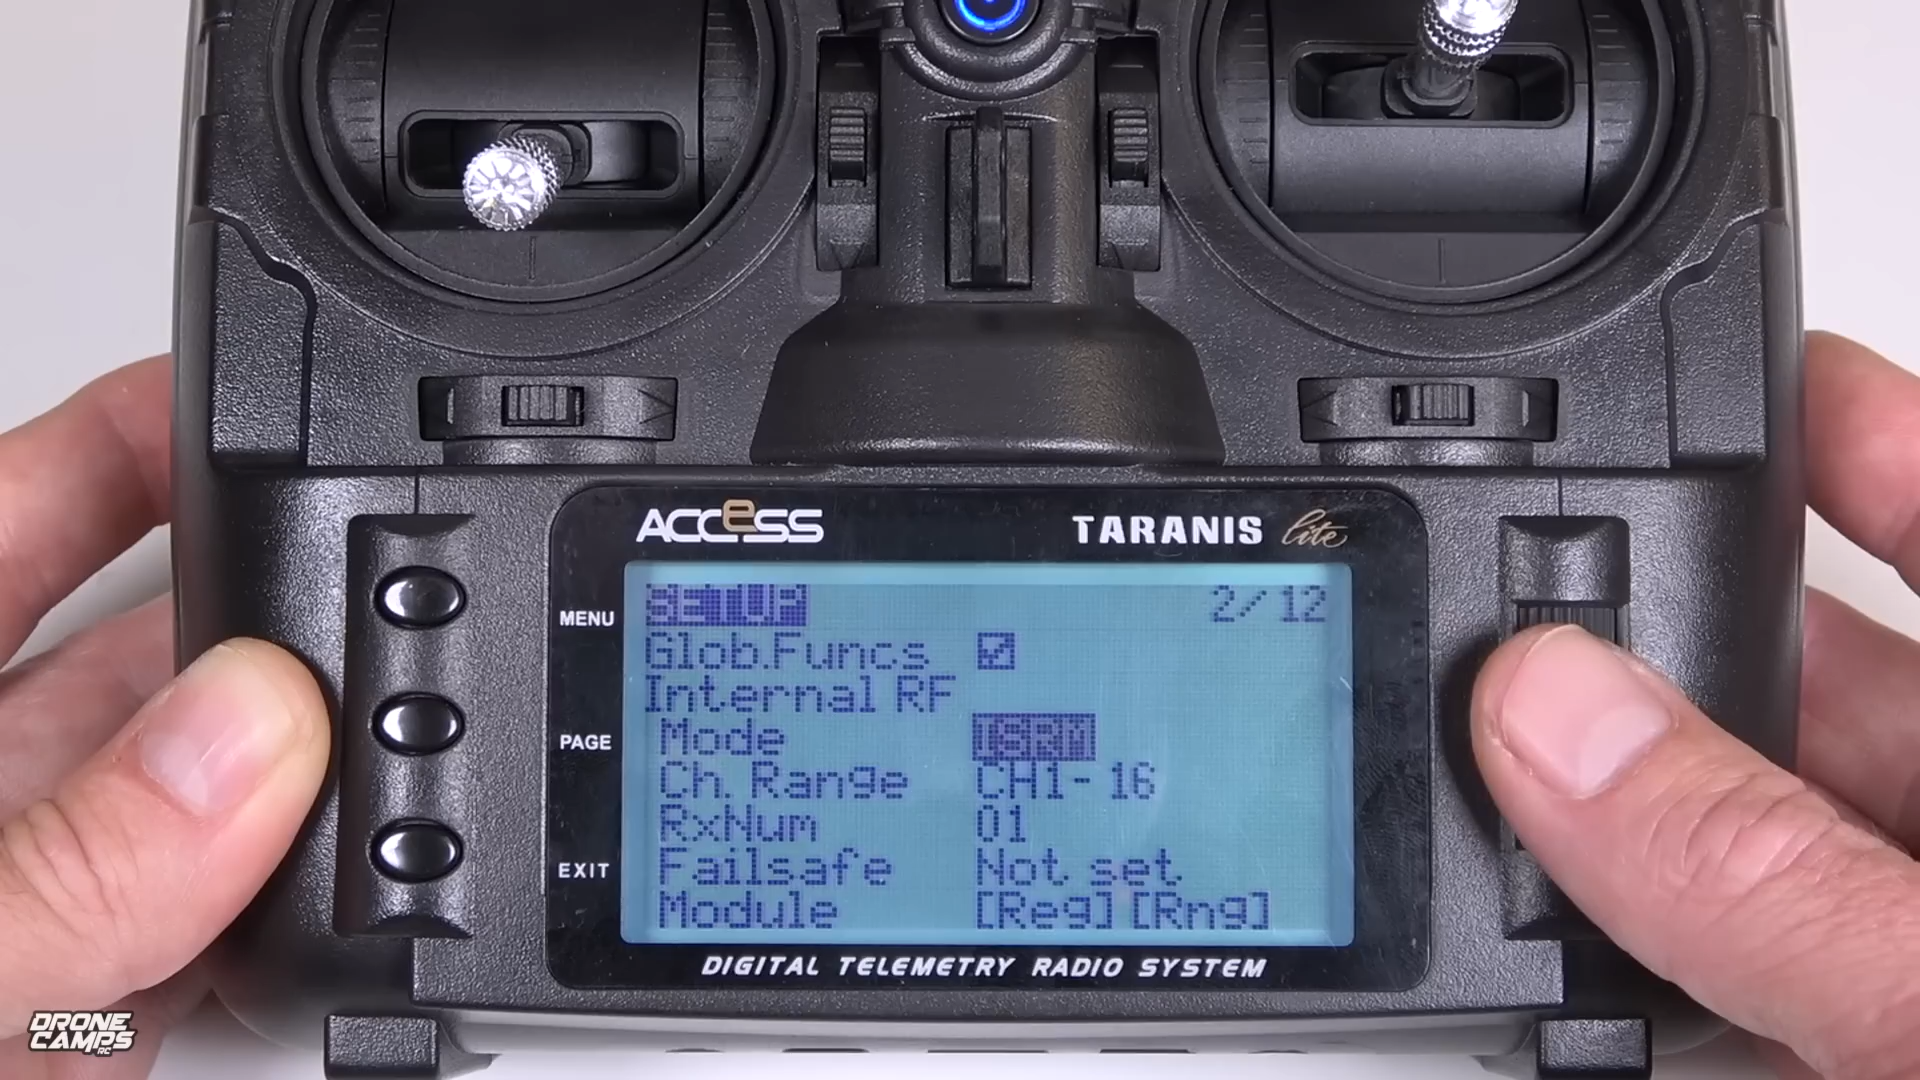 ACCeSS
TARANIS lite
MENU
PAGE
EXIT
SETUP 2/12
Glob.Funcs
Internal RF
Mode ISRM
Ch. Range CH1-16
RxNum 01
Failsafe Not set
Module [Reg] [Rng]
DIGITAL TELEMETRY RADIO SYSTEM
DRONE
CAMPS
RC